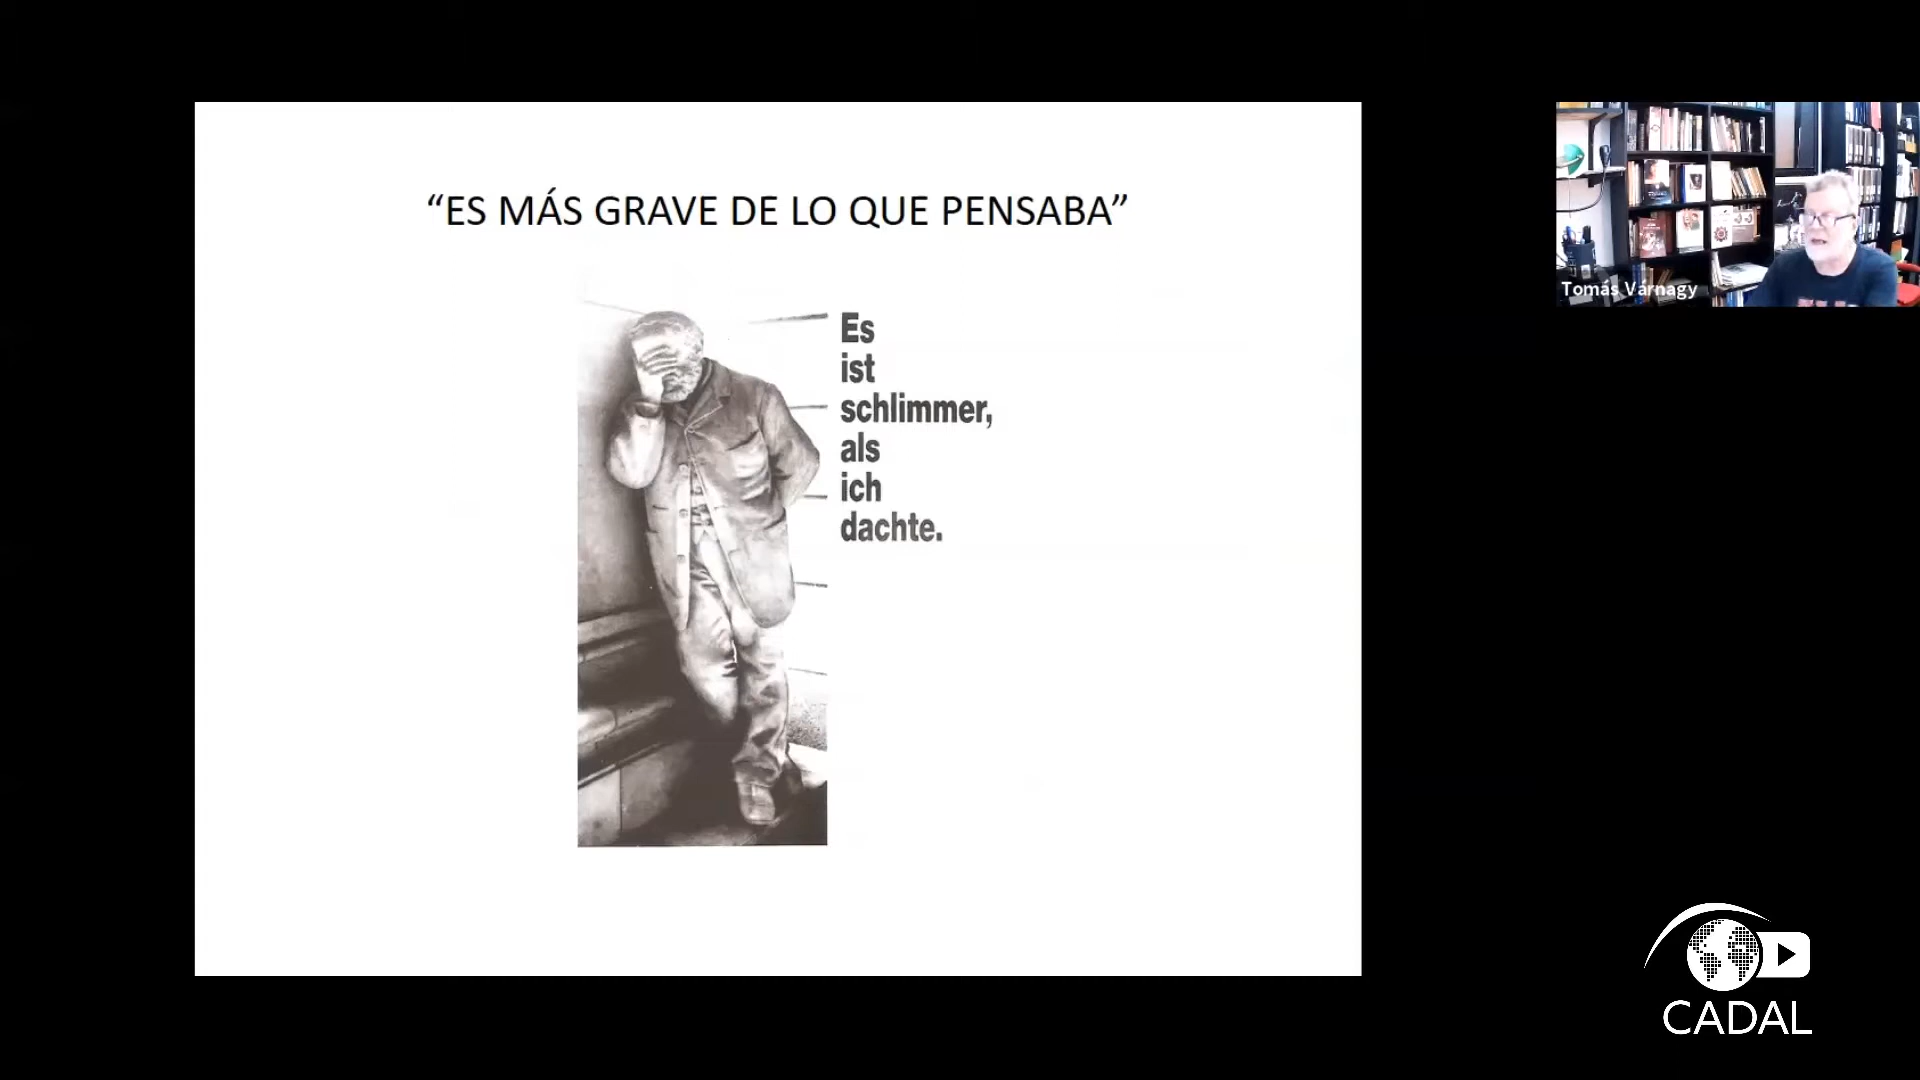 “ES MÁS GRAVE DE LO QUE PENSABA”
Es
ist
schlimmer,
als
ich
dachte.
Tomás Várnagy
CADAL